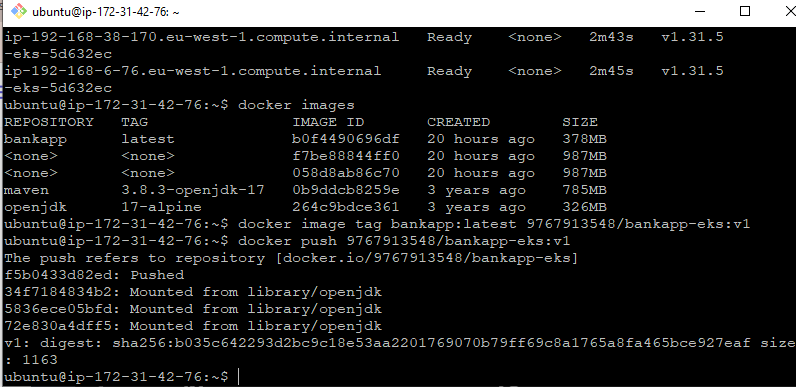 ubuntu@ip-172-31-42-76: ~
ip-192-168-38-170.eu-west-1.compute.internal   Ready    <none>   2m43s   v1.31.5
-eks-5d632ec
ip-192-168-6-76.eu-west-1.compute.internal     Ready    <none>   2m45s   v1.31.5
-eks-5d632ec
ubuntu@ip-172-31-42-76:~$ docker images
REPOSITORY   TAG                IMAGE ID       CREATED        SIZE
bankapp      latest             b0f4490696df   20 hours ago   378MB
<none>       <none>             f7be88844ff0   20 hours ago   987MB
<none>       <none>             058d8ab86c70   20 hours ago   987MB
maven        3.8.3-openjdk-17   0b9ddcb8259e   3 years ago    785MB
openjdk      17-alpine          264c9bdce361   3 years ago    326MB
ubuntu@ip-172-31-42-76:~$ docker image tag bankapp:latest 9767913548/bankapp-eks:v1
ubuntu@ip-172-31-42-76:~$ docker push 9767913548/bankapp-eks:v1
The push refers to repository [docker.io/9767913548/bankapp-eks]
f5b0433d82ed: Pushed
34f7184834b2: Mounted from library/openjdk
5836ece05bfd: Mounted from library/openjdk
72e830a4dff5: Mounted from library/openjdk
v1: digest: sha256:b035c642293d2bc9c18e53aa2201769070b79ff69c8a1765a8fa465bce927eaf size
: 1163
ubuntu@ip-172-31-42-76:~$